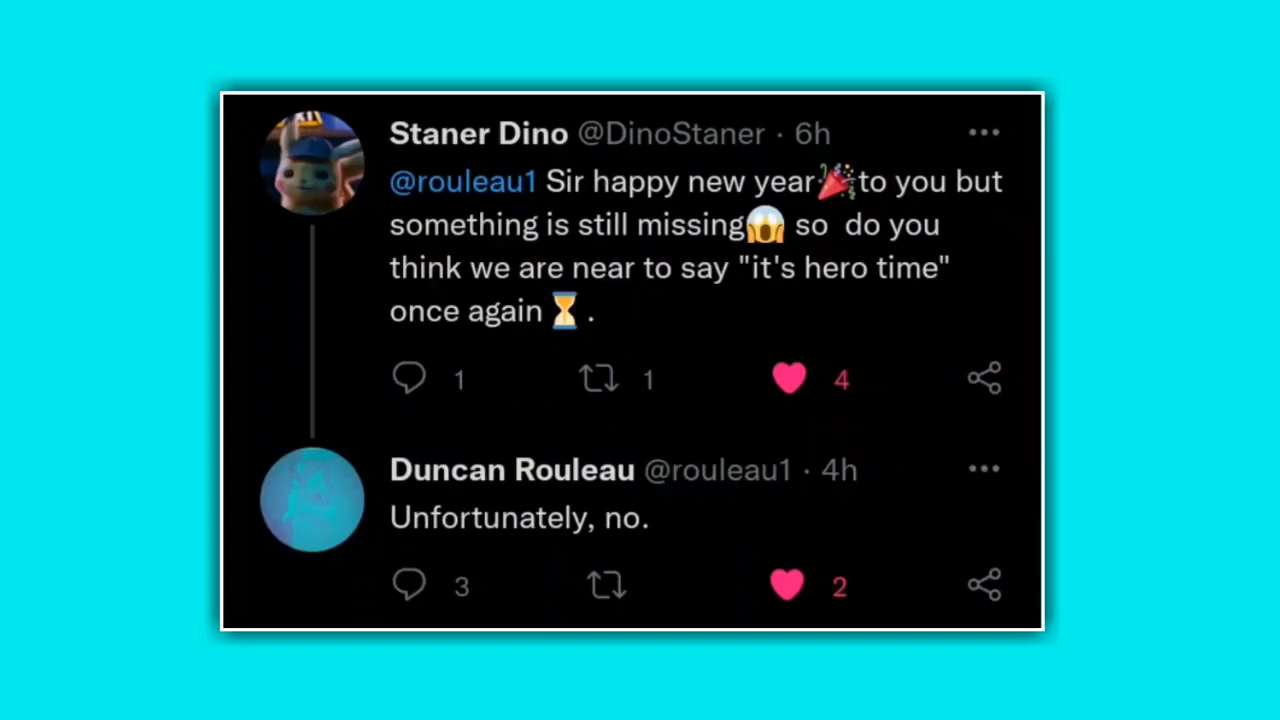 Staner Dino @DinoStaner · 6h
@rouleau1 Sir happy new year🎉to you but
something is still missing😱 so  do you
think we are near to say "it's hero time"
once again ⏳ .
1 1 4
Duncan Rouleau @rouleau1 · 4h
Unfortunately, no.
3 2